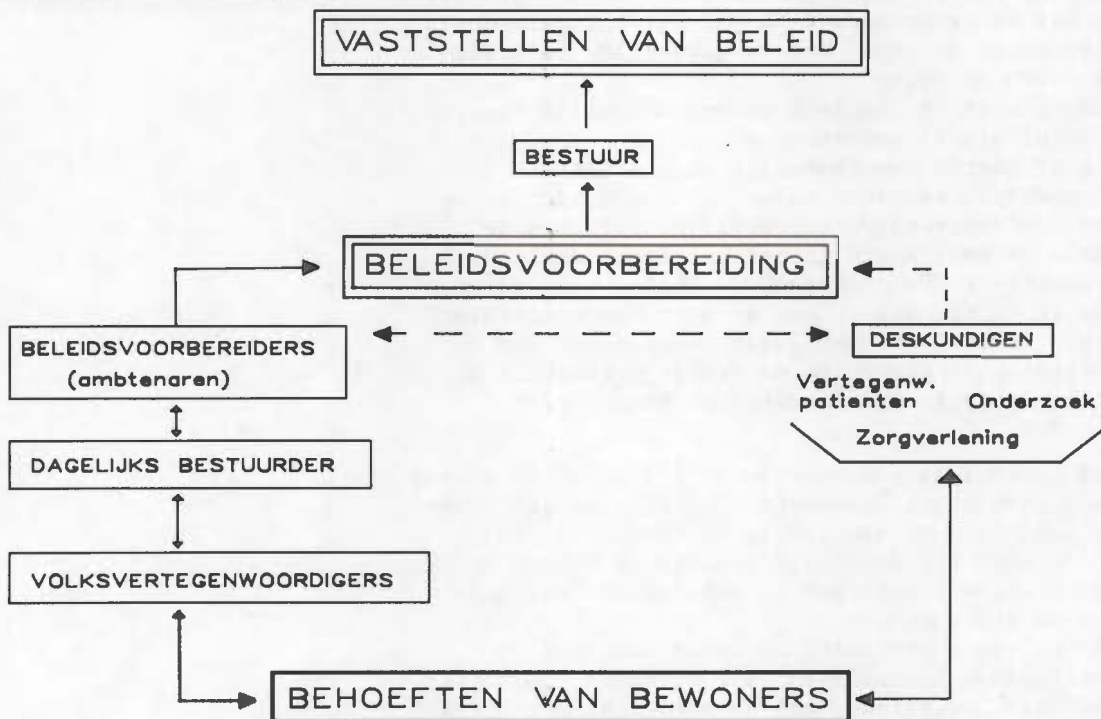 VASTSTELLEN VAN BELEID
BESTUUR
BELEIDSVOORBEREIDING
BELEIDSVOORBEREIDERS
(ambtenaren)
DESKUNDIGEN
Vertegenw.
patienten Onderzoek
Zorgverlening
DAGELIJKS BESTUURDER
VOLKSVERTEGENWOORDIGERS
BEHOEFTEN VAN BEWONERS